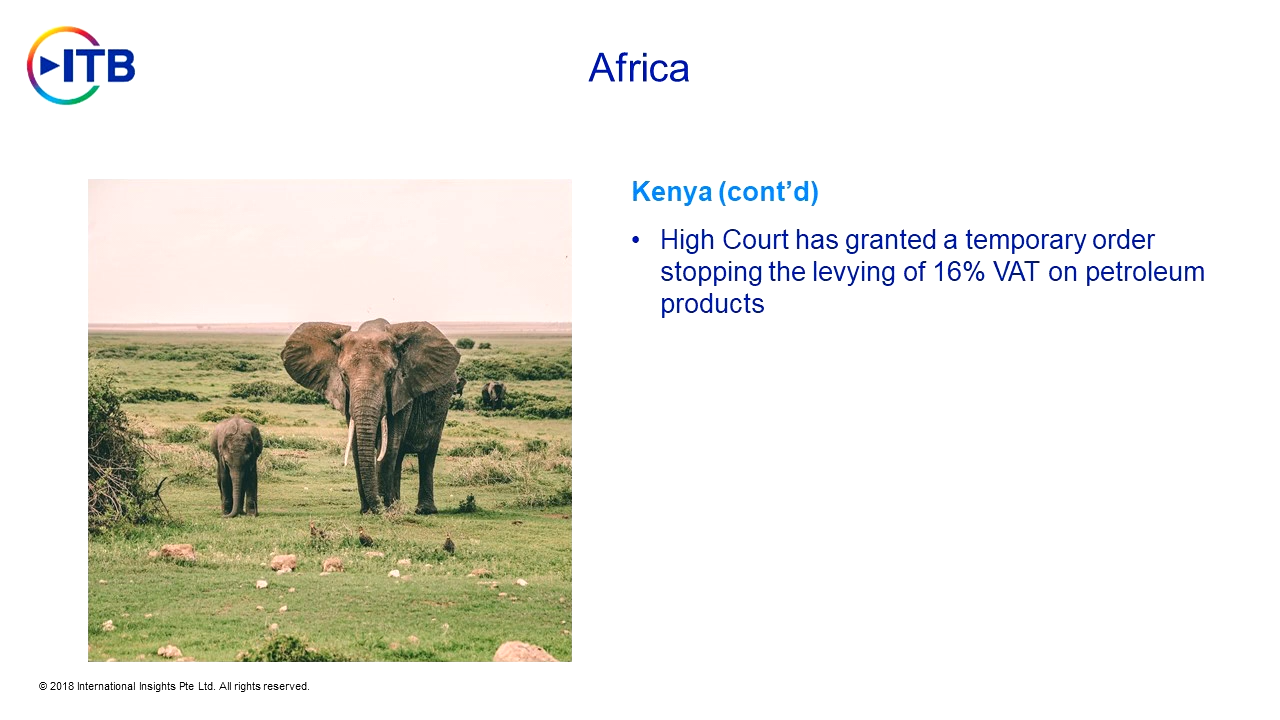 ITB
Africa
Kenya (cont’d)
• High Court has granted a temporary order
stopping the levying of 16% VAT on petroleum
products
© 2018 International Insights Pte Ltd. All rights reserved.